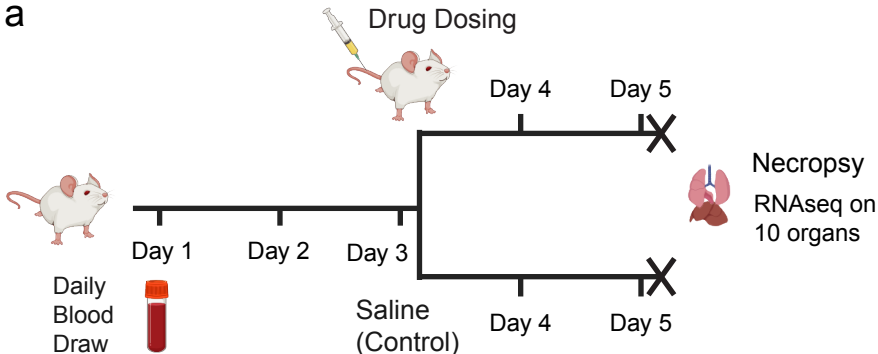 a
Drug Dosing
Day 4
Day 5
Necropsy
RNAseq on
10 organs
Day 1
Day 2
Day 3
Daily
Blood
Draw
Saline
(Control)
Day 4
Day 5